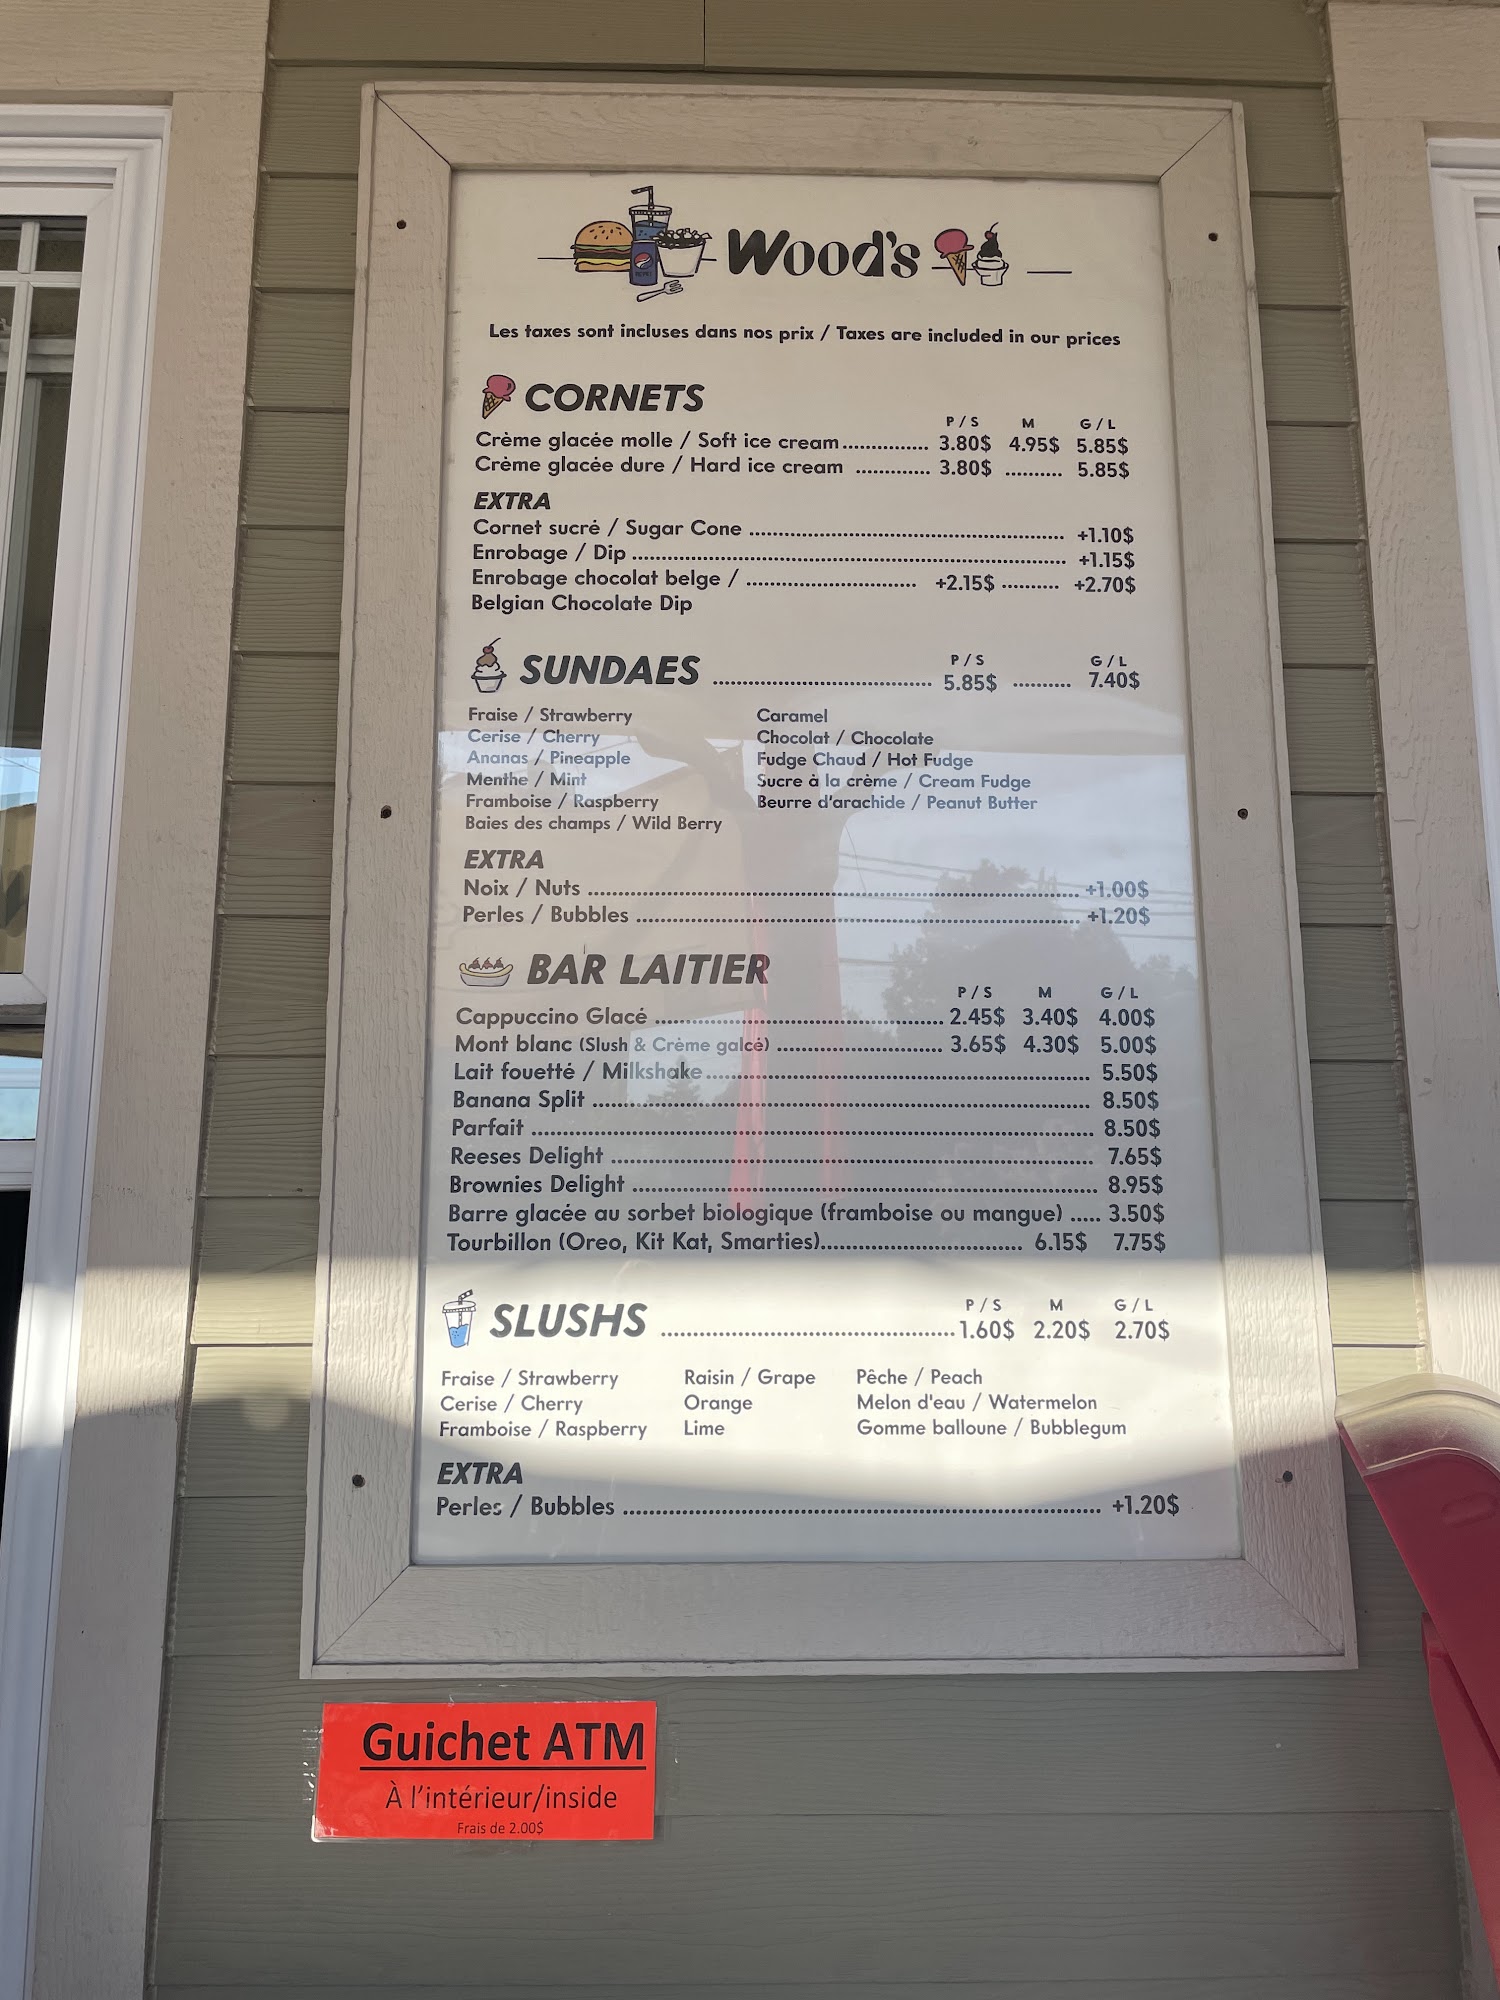 Wood's
Les taxes sont incluses dans nos prix / Taxes are included in our prices
CORNETS
P / S M G / L
Crème glacée molle / Soft ice cream............... 3.80$ 4.95$ 5.85$
Crème glacée dure / Hard ice cream ............. 3.80$ .......... 5.85$
EXTRA
Cornet sucré / Sugar Cone ........................................................ +1.10$
Enrobage / Dip ............................................................................. +1.15$
Enrobage chocolat belge / .............................. +2.15$ .......... +2.70$
Belgian Chocolate Dip
P / S G / L
SUNDAES ...................................... 5.85$ .......... 7.40$
Fraise / Strawberry Caramel
Cerise / Cherry Chocolat / Chocolate
Ananas / Pineapple Fudge Chaud / Hot Fudge
Menthe / Mint Sucre à la crème / Cream Fudge
Framboise / Raspberry Beurre d'arachide / Peanut Butter
Baies des champs / Wild Berry
EXTRA
Noix / Nuts ...................................................................................... +1.00$
Perles / Bubbles ............................................................................. +1.20$
BAR LAITIER
P / S M G / L
Cappuccino Glacé .................................................. 2.45$ 3.40$ 4.00$
Mont blanc (Slush & Crème galcé) ............................. 3.65$ 4.30$ 5.00$
Lait fouetté / Milkshake.................................................................. 5.50$
Banana Split ...................................................................................... 8.50$
Parfait ................................................................................................. 8.50$
Reeses Delight ................................................................................... 7.65$
Brownies Delight ................................................................................ 8.95$
Barre glacée au sorbet biologique (framboise ou mangue) ..... 3.50$
Tourbillon (Oreo, Kit Kat, Smarties).................................... 6.15$ 7.75$
P / S M G / L
SLUSHS ..................................................1.60$ 2.20$ 2.70$
Fraise / Strawberry Raisin / Grape Pêche / Peach
Cerise / Cherry Orange Melon d'eau / Watermelon
Framboise / Raspberry Lime Gomme balloune / Bubblegum
EXTRA
Perles / Bubbles ................................................................................. +1.20$
Guichet ATM
À l'intérieur/inside
Frais de 2.00$